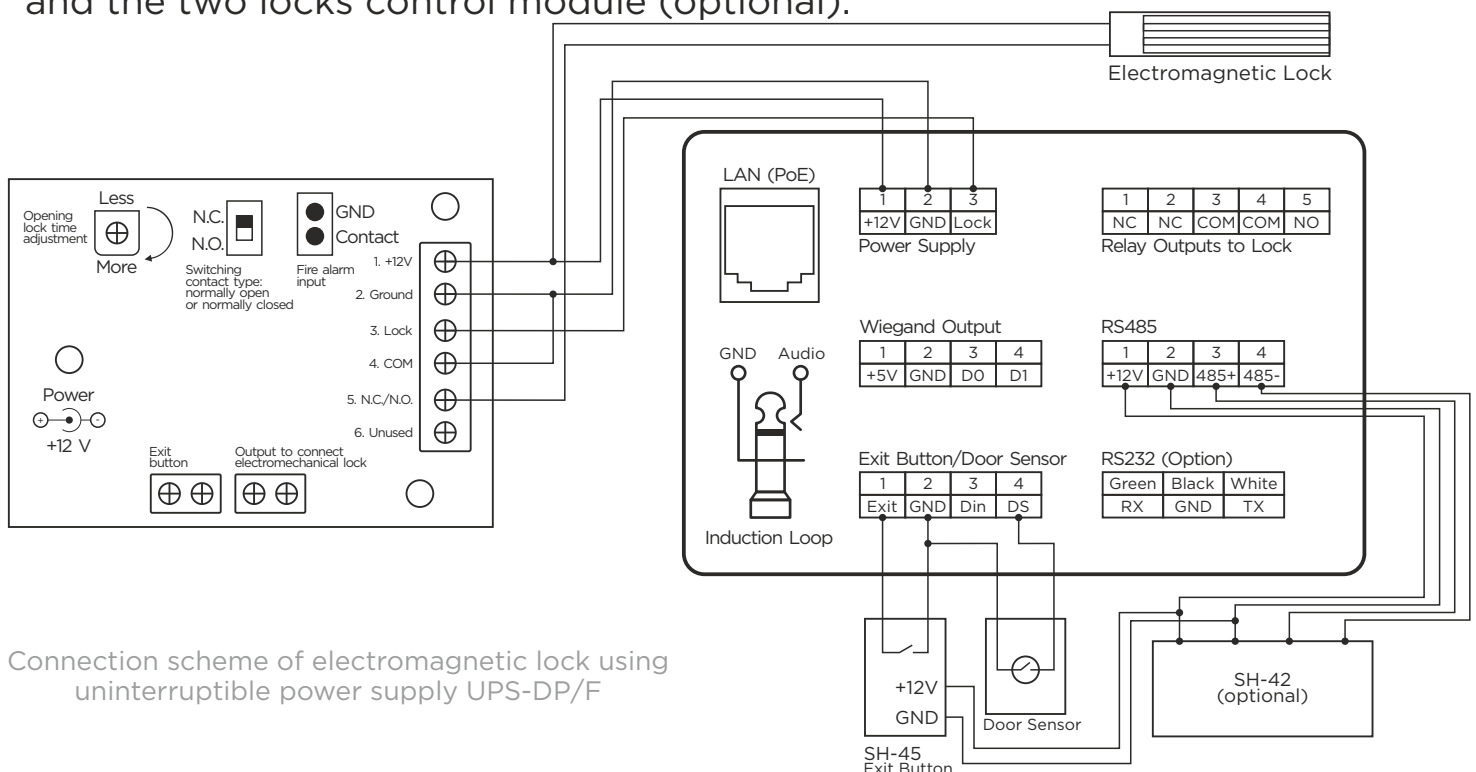 and the two locks control module (optional).
Electromagnetic Lock
Less
Opening
lock time
adjustment
More
N.C.
N.O.
Switching
contact type:
normally open
or normally closed
GND
Contact
Fire alarm
input
1. +12V
2. Ground
3. Lock
4. COM
5. N.C./N.O.
6. Unused
Power
+ -
+12 V
Exit
button
Output to connect
electromechanical lock
LAN (PoE)
1 2 3
+12V GND Lock
Power Supply
1 2 3 4 5
NC NC COM COM NO
Relay Outputs to Lock
GND Audio
Induction Loop
Wiegand Output
1 2 3 4
+5V GND D0 D1
RS485
1 2 3 4
+12V GND 485+ 485-
Exit Button/Door Sensor
1 2 3 4
Exit GND Din DS
RS232 (Option)
Green Black White
RX GND TX
+12V
GND
SH-45
Exit Button
Door Sensor
SH-42
(optional)
Connection scheme of electromagnetic lock using
uninterruptible power supply UPS-DP/F